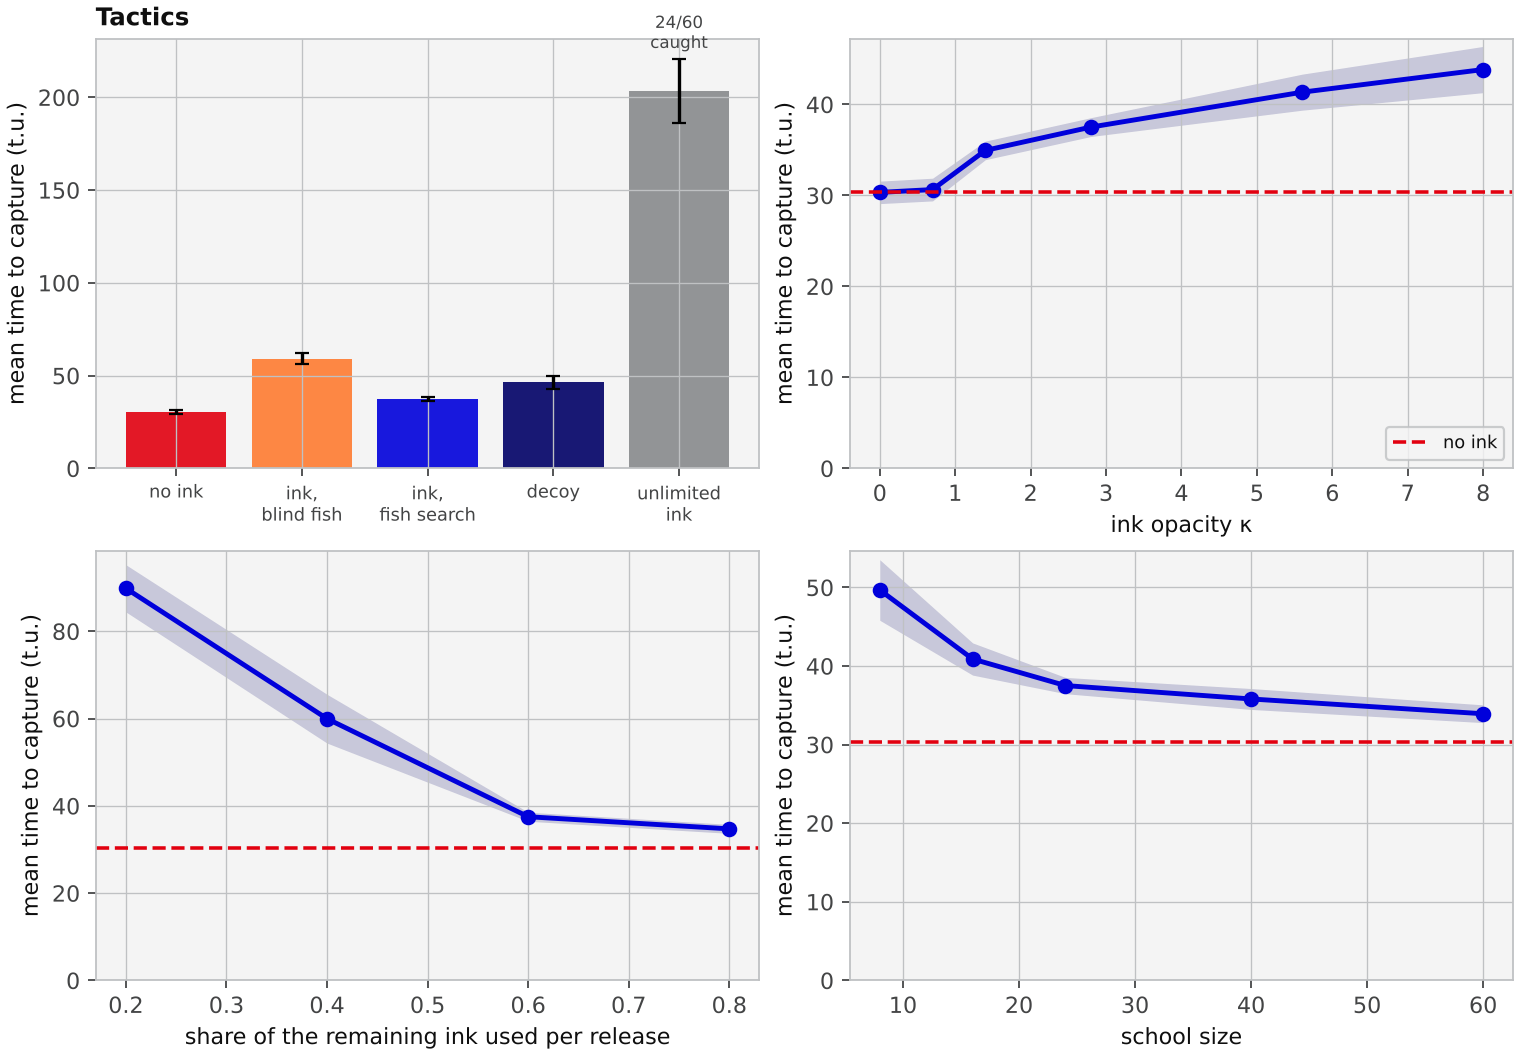 Tactics
24/60
caught
mean time to capture (t.u.)
200
150
100
50
0
no ink
ink,
blind fish
ink,
fish search
decoy
unlimited
ink
mean time to capture (t.u.)
40
30
20
10
0
no ink
0 1 2 3 4 5 6 7 8
ink opacity κ
mean time to capture (t.u.)
80
60
40
20
0
0.2 0.3 0.4 0.5 0.6 0.7 0.8
share of the remaining ink used per release
mean time to capture (t.u.)
50
40
30
20
10
0
10 20 30 40 50 60
school size